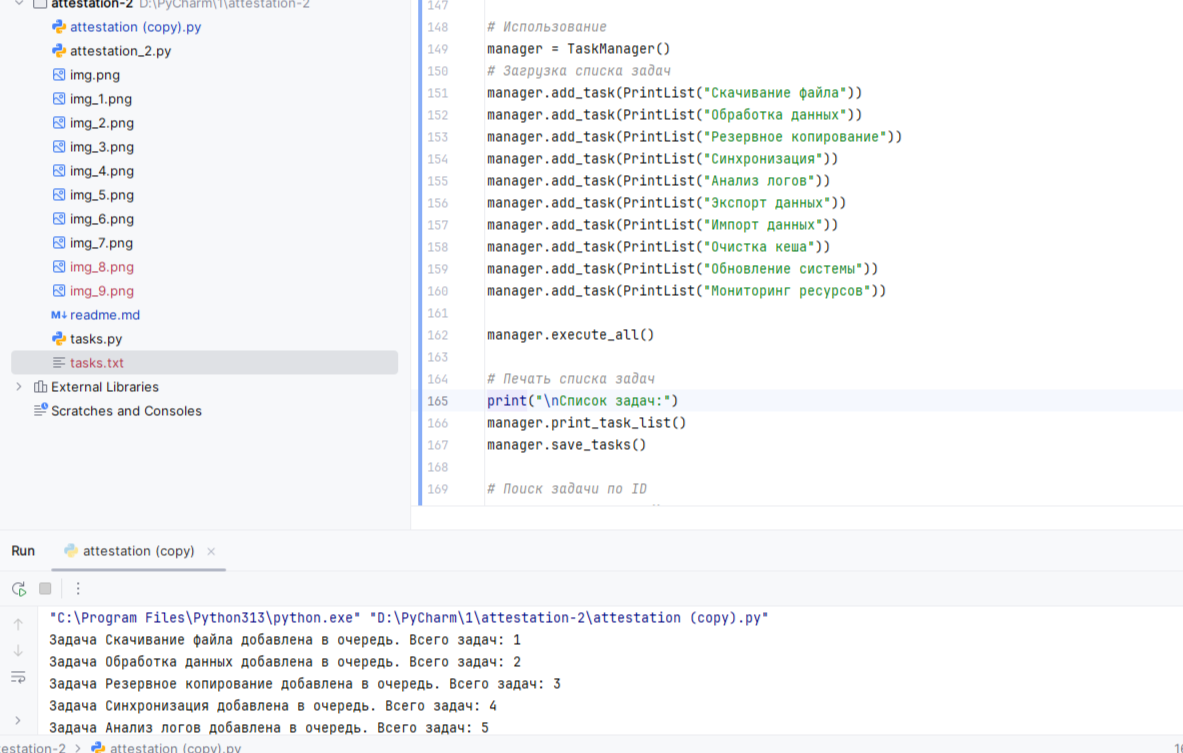 attestation-2 D:\PyCharm\1\attestation-2
attestation (copy).py
attestation_2.py
img.png
img_1.png
img_2.png
img_3.png
img_4.png
img_5.png
img_6.png
img_7.png
img_8.png
img_9.png
M↓ readme.md
tasks.py
tasks.txt
External Libraries
Scratches and Consoles
147
148 # Использование
149 manager = TaskManager()
150 # Загрузка списка задач
151 manager.add_task(PrintList("Скачивание файла"))
152 manager.add_task(PrintList("Обработка данных"))
153 manager.add_task(PrintList("Резервное копирование"))
154 manager.add_task(PrintList("Синхронизация"))
155 manager.add_task(PrintList("Анализ логов"))
156 manager.add_task(PrintList("Экспорт данных"))
157 manager.add_task(PrintList("Импорт данных"))
158 manager.add_task(PrintList("Очистка кеша"))
159 manager.add_task(PrintList("Обновление системы"))
160 manager.add_task(PrintList("Мониторинг ресурсов"))
161
162 manager.execute_all()
163
164 # Печать списка задач
165 print("\nСписок задач:")
166 manager.print_task_list()
167 manager.save_tasks()
168
169 # Поиск задачи по ID
Run attestation (copy)
"C:\Program Files\Python313\python.exe" "D:\PyCharm\1\attestation-2\attestation (copy).py"
Задача Скачивание файла добавлена в очередь. Всего задач: 1
Задача Обработка данных добавлена в очередь. Всего задач: 2
Задача Резервное копирование добавлена в очередь. Всего задач: 3
Задача Синхронизация добавлена в очередь. Всего задач: 4
Задача Анализ логов добавлена в очередь. Всего задач: 5
testation-2 > attestation (copy).py